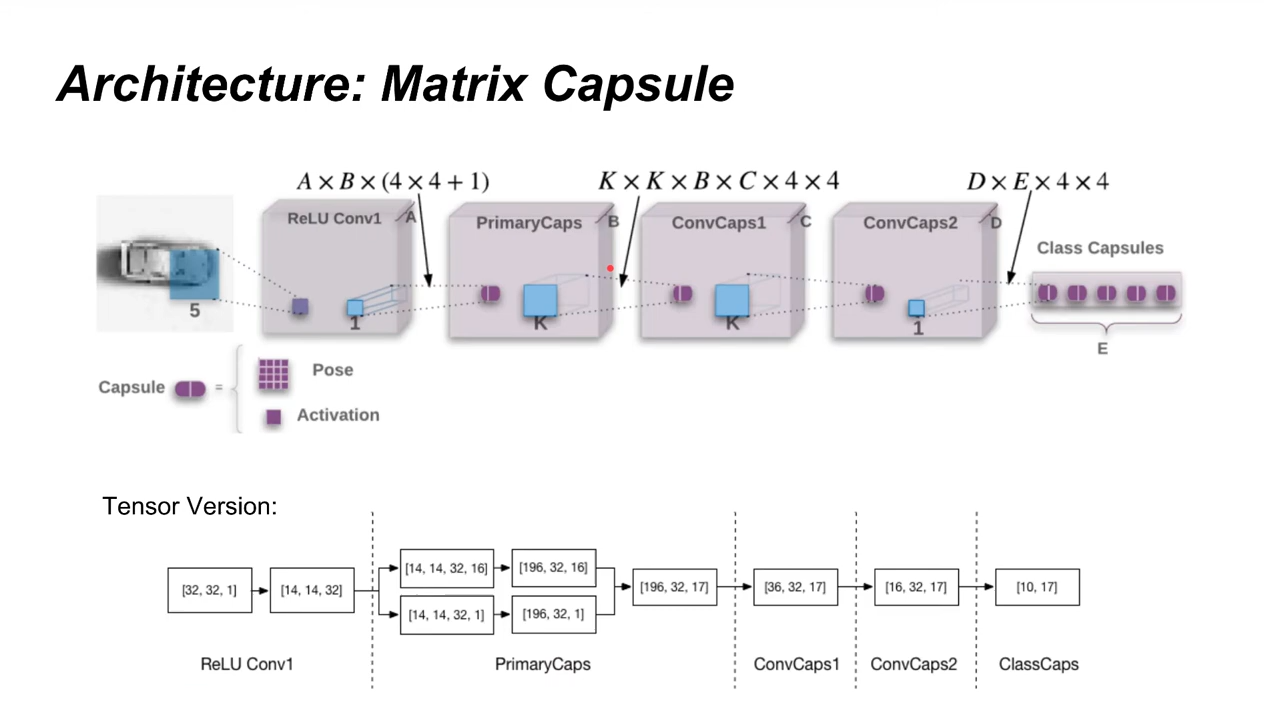 Architecture: Matrix Capsule
A × B × (4 × 4 + 1)
K × K × B × C × 4 × 4
D × E × 4 × 4
ReLU Conv1
A
PrimaryCaps
B
ConvCaps1
C
ConvCaps2
D
Class Capsules
5
1
K
K
1
E
Capsule
=
Pose
Activation
Tensor Version:
[32, 32, 1]
[14, 14, 32]
[14, 14, 32, 16]
[196, 32, 16]
[14, 14, 32, 1]
[196, 32, 1]
[196, 32, 17]
[36, 32, 17]
[16, 32, 17]
[10, 17]
ReLU Conv1
PrimaryCaps
ConvCaps1
ConvCaps2
ClassCaps